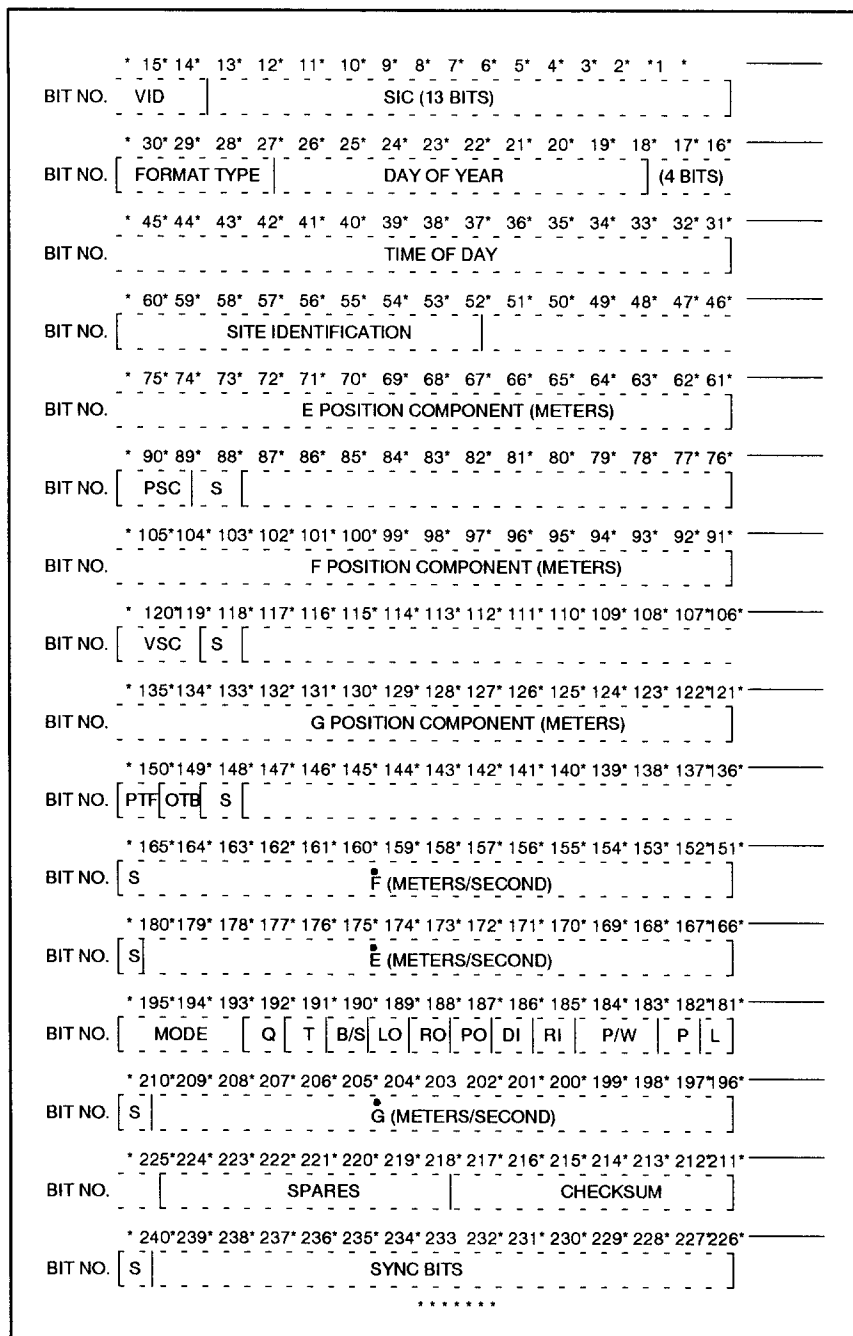 * 15* 14* 13* 12* 11* 10* 9* 8* 7* 6* 5* 4* 3* 2* *1 *
BIT NO. VID SIC (13 BITS)
* 30* 29* 28* 27* 26* 25* 24* 23* 22* 21* 20* 19* 18* 17* 16*
BIT NO. FORMAT TYPE DAY OF YEAR (4 BITS)
* 45* 44* 43* 42* 41* 40* 39* 38* 37* 36* 35* 34* 33* 32* 31*
BIT NO. TIME OF DAY
* 60* 59* 58* 57* 56* 55* 54* 53* 52* 51* 50* 49* 48* 47* 46*
BIT NO. SITE IDENTIFICATION
* 75* 74* 73* 72* 71* 70* 69* 68* 67* 66* 65* 64* 63* 62* 61*
BIT NO. E POSITION COMPONENT (METERS)
* 90* 89* 88* 87* 86* 85* 84* 83* 82* 81* 80* 79* 78* 77* 76*
BIT NO. PSC S
* 105*104* 103* 102* 101* 100* 99* 98* 97* 96* 95* 94* 93* 92* 91*
BIT NO. F POSITION COMPONENT (METERS)
* 120*119* 118* 117* 116* 115* 114* 113* 112* 111* 110* 109* 108* 107*106*
BIT NO. VSC S
* 135*134* 133* 132* 131* 130* 129* 128* 127* 126* 125* 124* 123* 122*121*
BIT NO. G POSITION COMPONENT (METERS)
* 150*149* 148* 147* 146* 145* 144* 143* 142* 141* 140* 139* 138* 137*136*
BIT NO. PTF OTB S
* 165*164* 163* 162* 161* 160* 159* 158* 157* 156* 155* 154* 153* 152*151*
BIT NO. S Ḟ (METERS/SECOND)
* 180*179* 178* 177* 176* 175* 174* 173* 172* 171* 170* 169* 168* 167*166*
BIT NO. S Ė (METERS/SECOND)
* 195*194* 193* 192* 191* 190* 189* 188* 187* 186* 185* 184* 183* 182*181*
BIT NO. MODE Q T B/S LO RO PO DI RI P/W P L
* 210*209* 208* 207* 206* 205* 204* 203 202* 201* 200* 199* 198* 197*196*
BIT NO. S Ġ (METERS/SECOND)
* 225*224* 223* 222* 221* 220* 219* 218* 217* 216* 215* 214* 213* 212*211*
BIT NO. SPARES CHECKSUM
* 240*239* 238* 237* 236* 235* 234* 233 232* 231* 230* 229* 228* 227*226*
BIT NO. S SYNC BITS
* * * * * * *